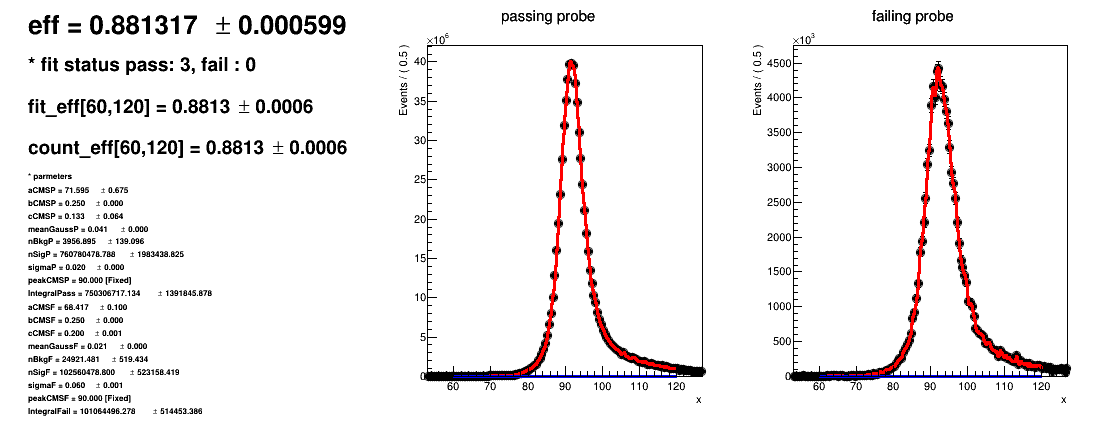 eff = 0.881317 ± 0.000599
* fit status pass: 3, fail : 0
fit_eff[60,120] = 0.8813 ± 0.0006
count_eff[60,120] = 0.8813 ± 0.0006
* parmeters
aCMSP = 71.595 ± 0.675
bCMSP = 0.250 ± 0.000
cCMSP = 0.133 ± 0.064
meanGaussP = 0.041 ± 0.000
nBkgP = 3956.895 ± 139.096
nSigP = 760780478.788 ± 1983438.825
sigmaP = 0.020 ± 0.000
peakCMSP = 90.000 [Fixed]
IntegralPass = 750306717.134 ± 1391845.878
aCMSF = 68.417 ± 0.100
bCMSF = 0.250 ± 0.000
cCMSF = 0.200 ± 0.001
meanGaussF = 0.021 ± 0.000
nBkgF = 24921.481 ± 519.434
nSigF = 102560478.800 ± 523158.419
sigmaF = 0.060 ± 0.001
peakCMSF = 90.000 [Fixed]
IntegralFail = 101064496.278 ± 514453.386
passing probe
×10⁶
Events / ( 0.5 )
40
35
30
25
20
15
10
5
0
60 70 80 90 100 110 120
x
failing probe
×10³
Events / ( 0.5 )
4500
4000
3500
3000
2500
2000
1500
1000
500
0
60 70 80 90 100 110 120
x